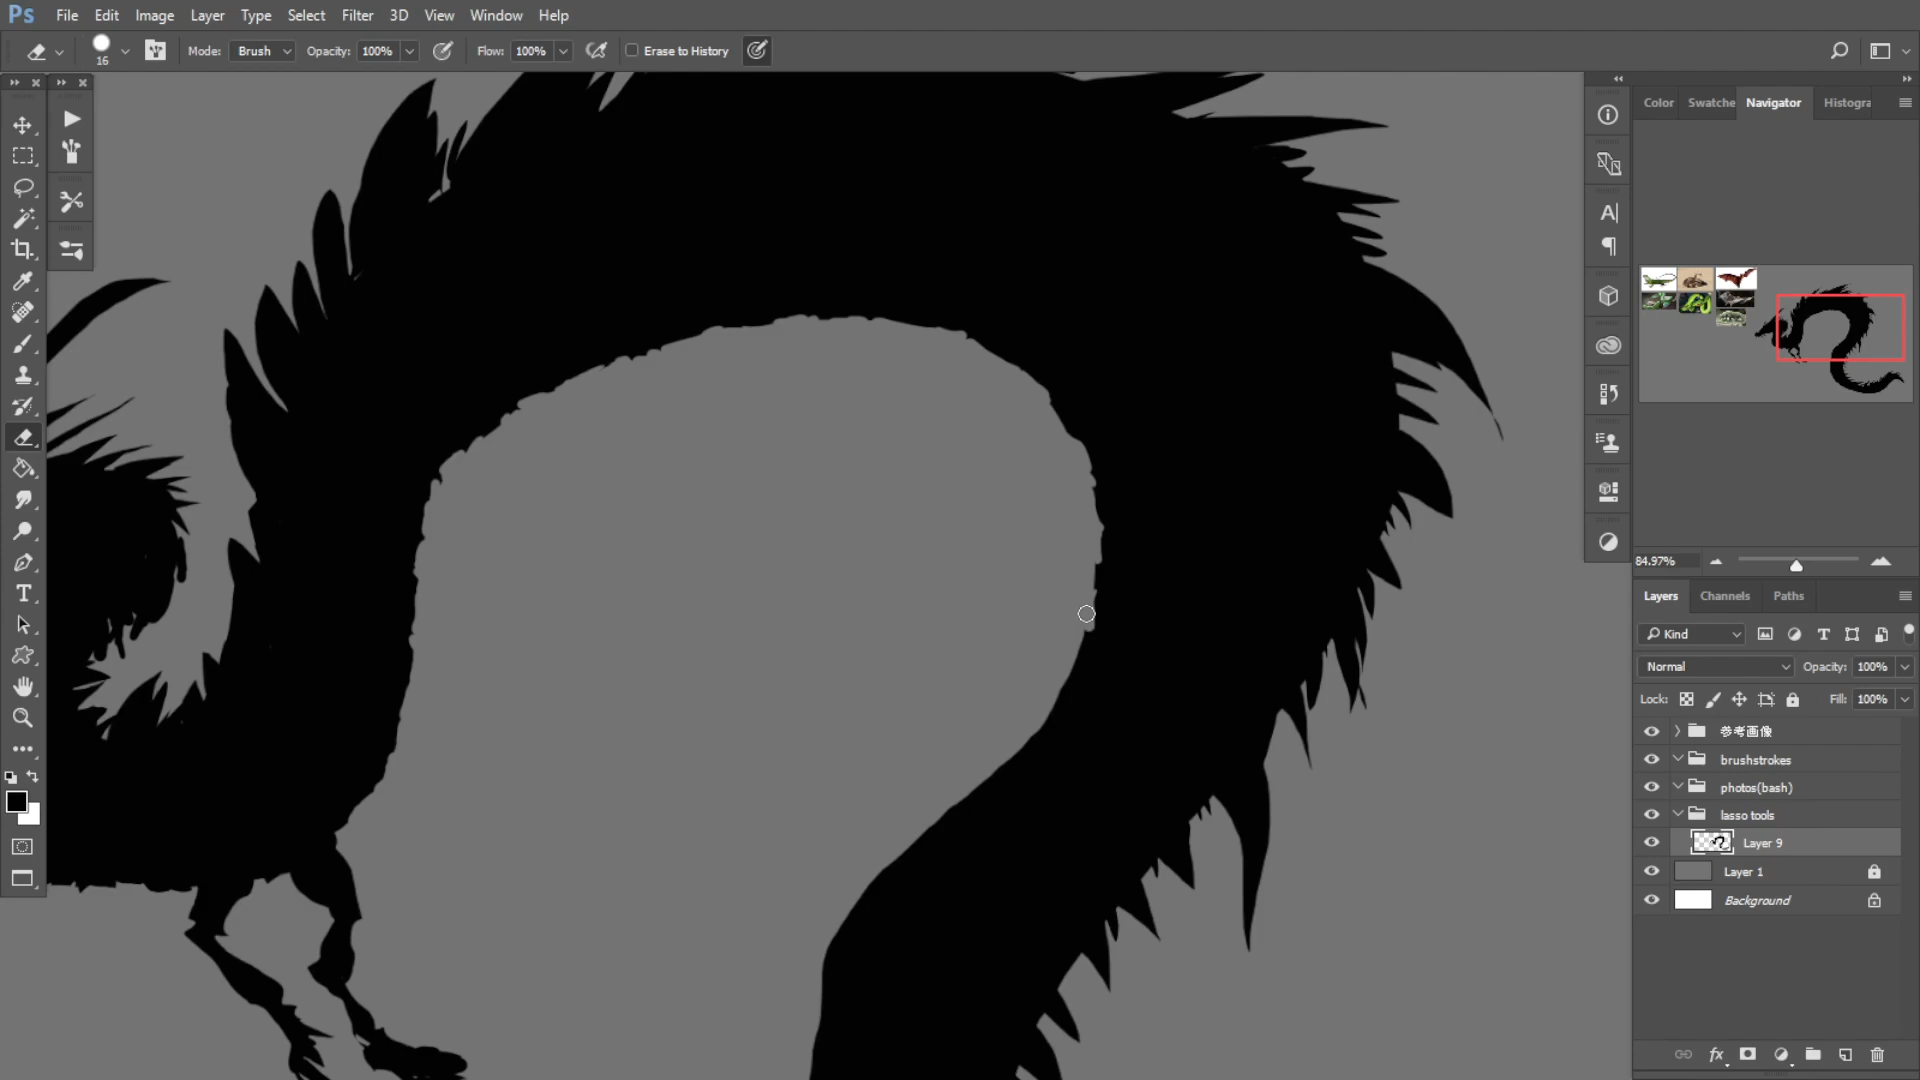 Ps File Edit Image Layer Type Select Filter 3D View Window Help
16 Mode: Brush Opacity: 100% Flow: 100% Erase to History
Color Swatche Navigator Histogra
84.97%
Layers Channels Paths
Kind
Normal Opacity: 100%
Lock: Fill: 100%
参考画像
brushstrokes
photos(bash)
lasso tools
Layer 9
Layer 1
Background
fx